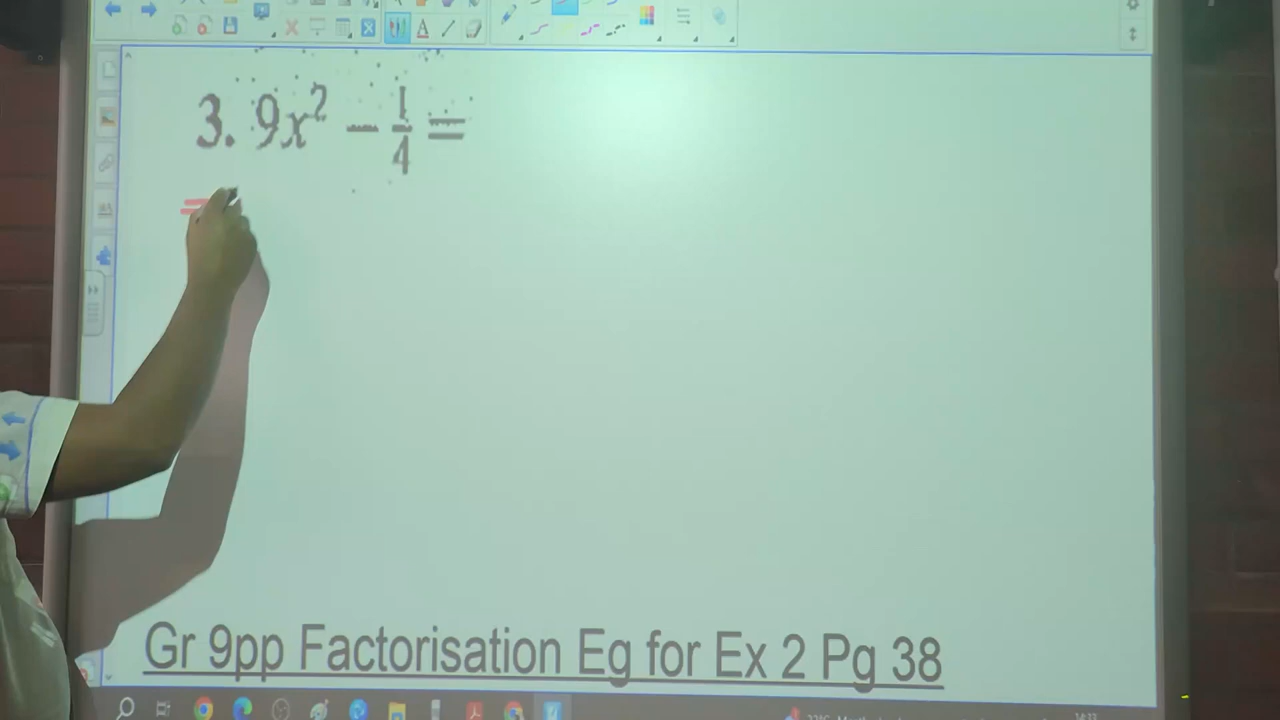 3. 9x² − 1/4 =
=
Gr 9pp Factorisation Eg for Ex 2 Pg 38